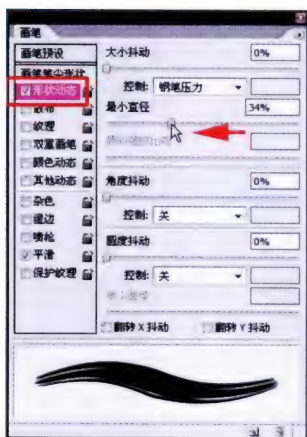 画笔
画笔预设
画笔笔尖形状
形状动态
散布
纹理
双重画笔
颜色动态
其他动态
杂色
湿边
喷枪
平滑
保护纹理
大小抖动 0%
控制: 钢笔压力
最小直径 34%
角度抖动 0%
控制: 关
圆度抖动 0%
控制: 关
翻转 X 抖动 翻转 Y 抖动